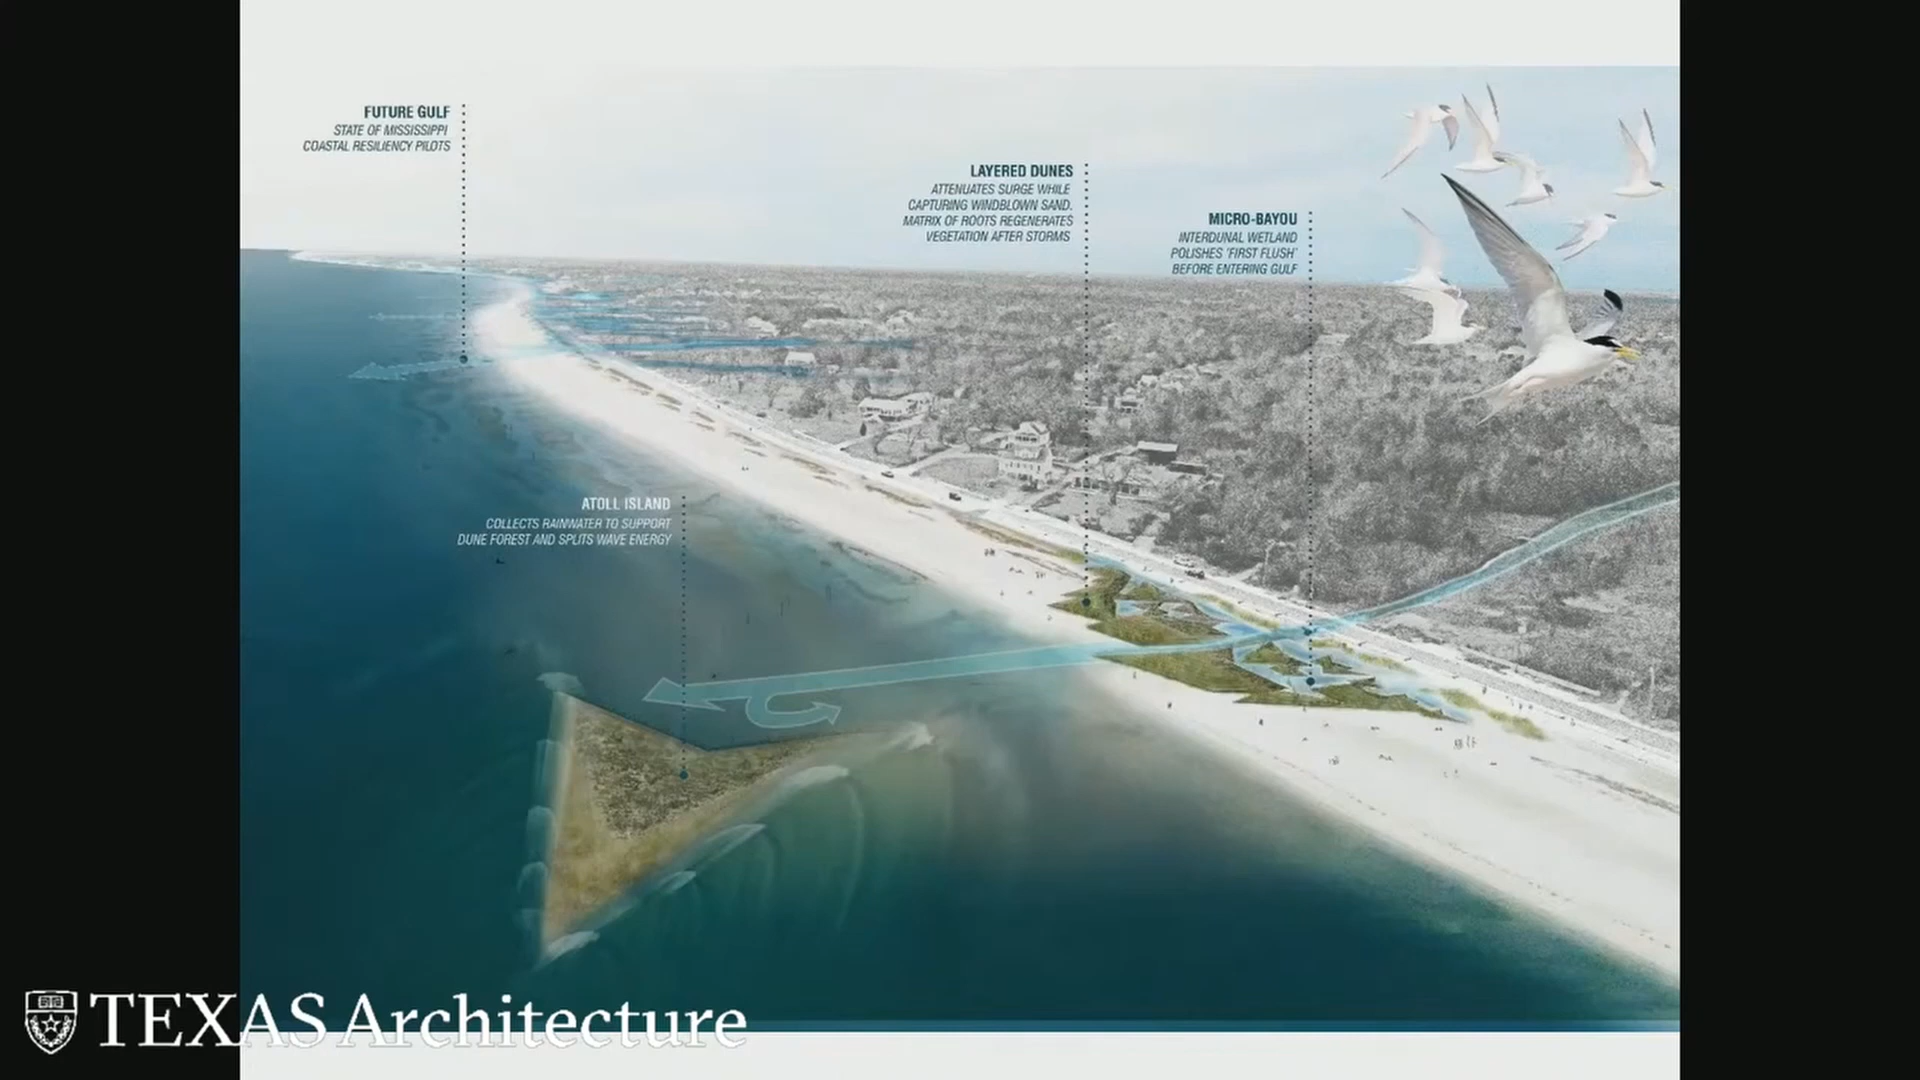 FUTURE GULF
STATE OF MISSISSIPPI
COASTAL RESILIENCY PILOTS
LAYERED DUNES
ATTENUATES SURGE WHILE
CAPTURING WINDBLOWN SAND.
MATRIX OF ROOTS REGENERATES
VEGETATION AFTER STORMS
MICRO-BAYOU
INTERDUNAL WETLAND
POLISHES 'FIRST FLUSH'
BEFORE ENTERING GULF
ATOLL ISLAND
COLLECTS RAINWATER TO SUPPORT
DUNE FOREST AND SPLITS WAVE ENERGY
TEXAS Architecture